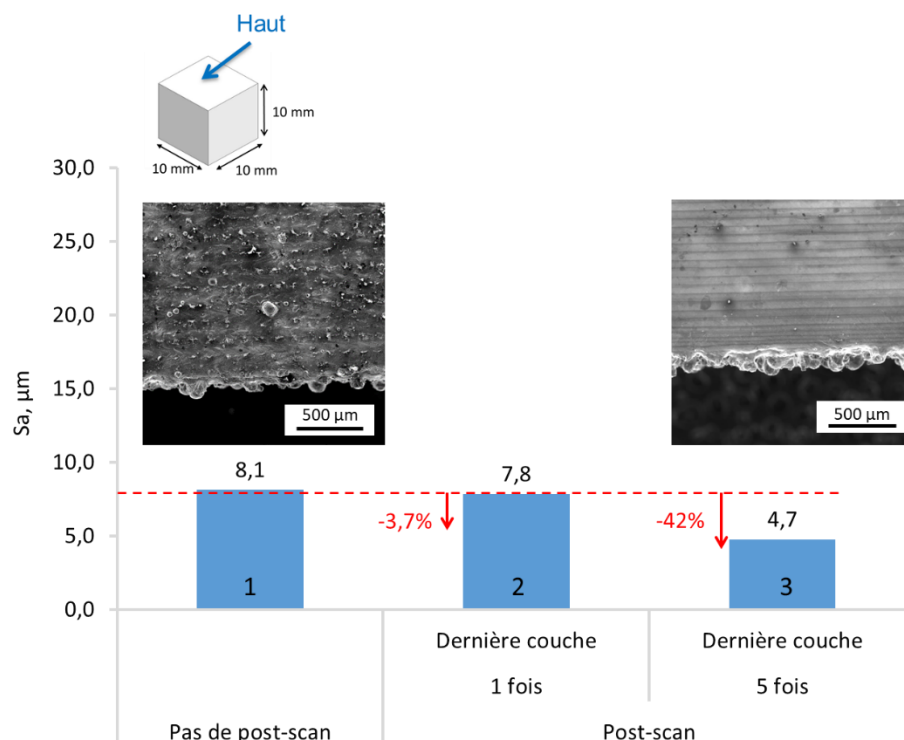 Haut
10 mm
10 mm
10 mm
30,0
25,0
20,0
15,0
10,0
5,0
0,0
Sa, µm
500 µm
500 µm
8,1
7,8
4,7
-3,7%
-42%
1
2
3
Dernière couche
1 fois
Dernière couche
5 fois
Pas de post-scan
Post-scan